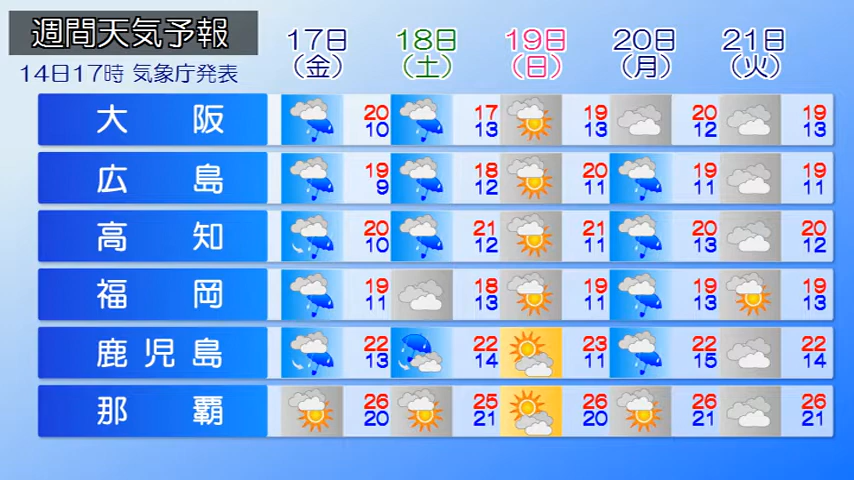 週間天気予報
14日17時 気象庁発表
17日 18日 19日 20日 21日
(金) (土) (日) (月) (火)
大阪 20 10 17 13 19 13 20 12 19 13
広島 19 9 18 12 20 11 19 11 19 11
高知 20 10 21 12 21 11 20 13 20 12
福岡 19 11 18 13 19 11 19 13 19 13
鹿児島 22 13 22 14 23 11 22 15 22 14
那覇 26 20 25 21 26 20 26 21 26 21